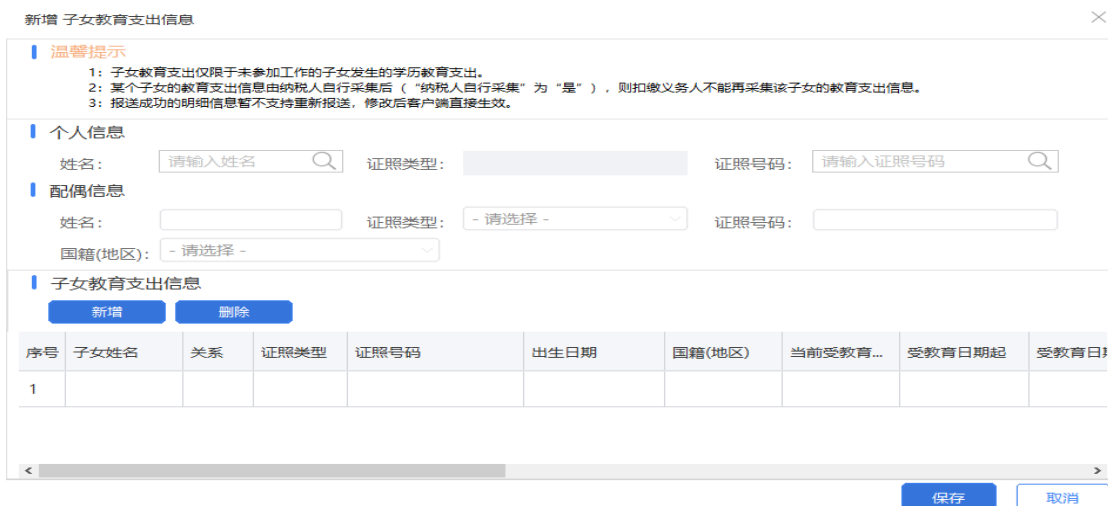 新增 子女教育支出信息
温馨提示
1：子女教育支出仅限于未参加工作的子女发生的学历教育支出。
2：某个子女的教育支出信息由纳税人自行采集后（“纳税人自行采集”为“是”），则扣缴义务人不能再采集该子女的教育支出信息。
3：报送成功的明细信息暂不支持重新报送，修改后客户端直接生效。
个人信息
姓名： 请输入姓名 证照类型： 证照号码： 请输入证照号码
配偶信息
姓名： 证照类型： - 请选择 - 证照号码：
国籍(地区)： - 请选择 -
子女教育支出信息
新增 删除
序号 子女姓名 关系 证照类型 证照号码 出生日期 国籍(地区) 当前受教育... 受教育日期起 受教育日
1
保存 取消